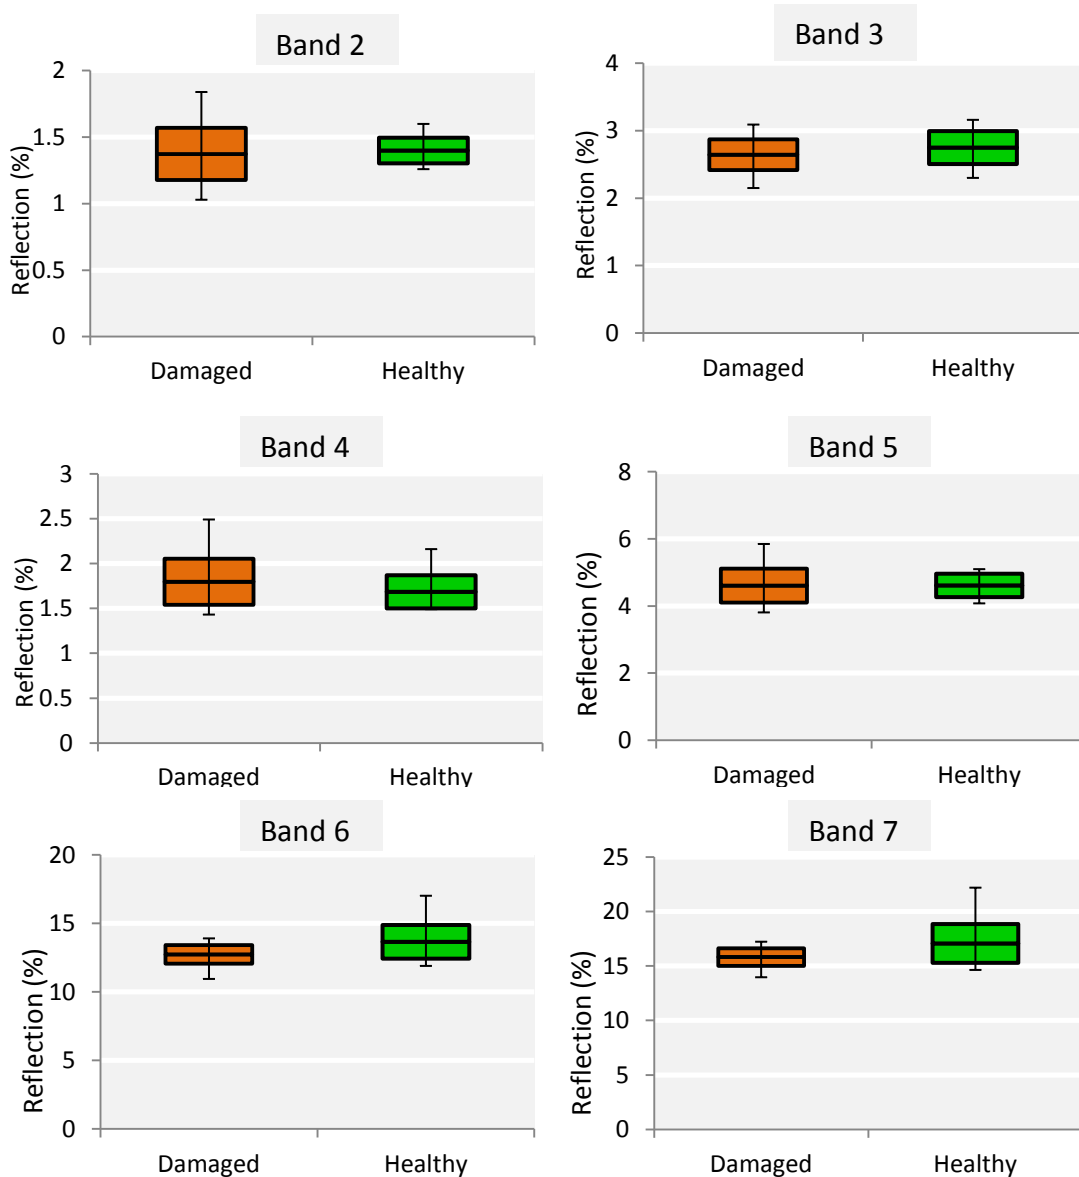 Band 2
Reflection (%)
2
1.5
1
0.5
0
Damaged Healthy
Band 3
Reflection (%)
4
3
2
1
0
Damaged Healthy
Band 4
Reflection (%)
3
2.5
2
1.5
1
0.5
0
Damaged Healthy
Band 5
Reflection (%)
8
6
4
2
0
Damaged Healthy
Band 6
Reflection (%)
20
15
10
5
0
Damaged Healthy
Band 7
Reflection (%)
25
20
15
10
5
0
Damaged Healthy